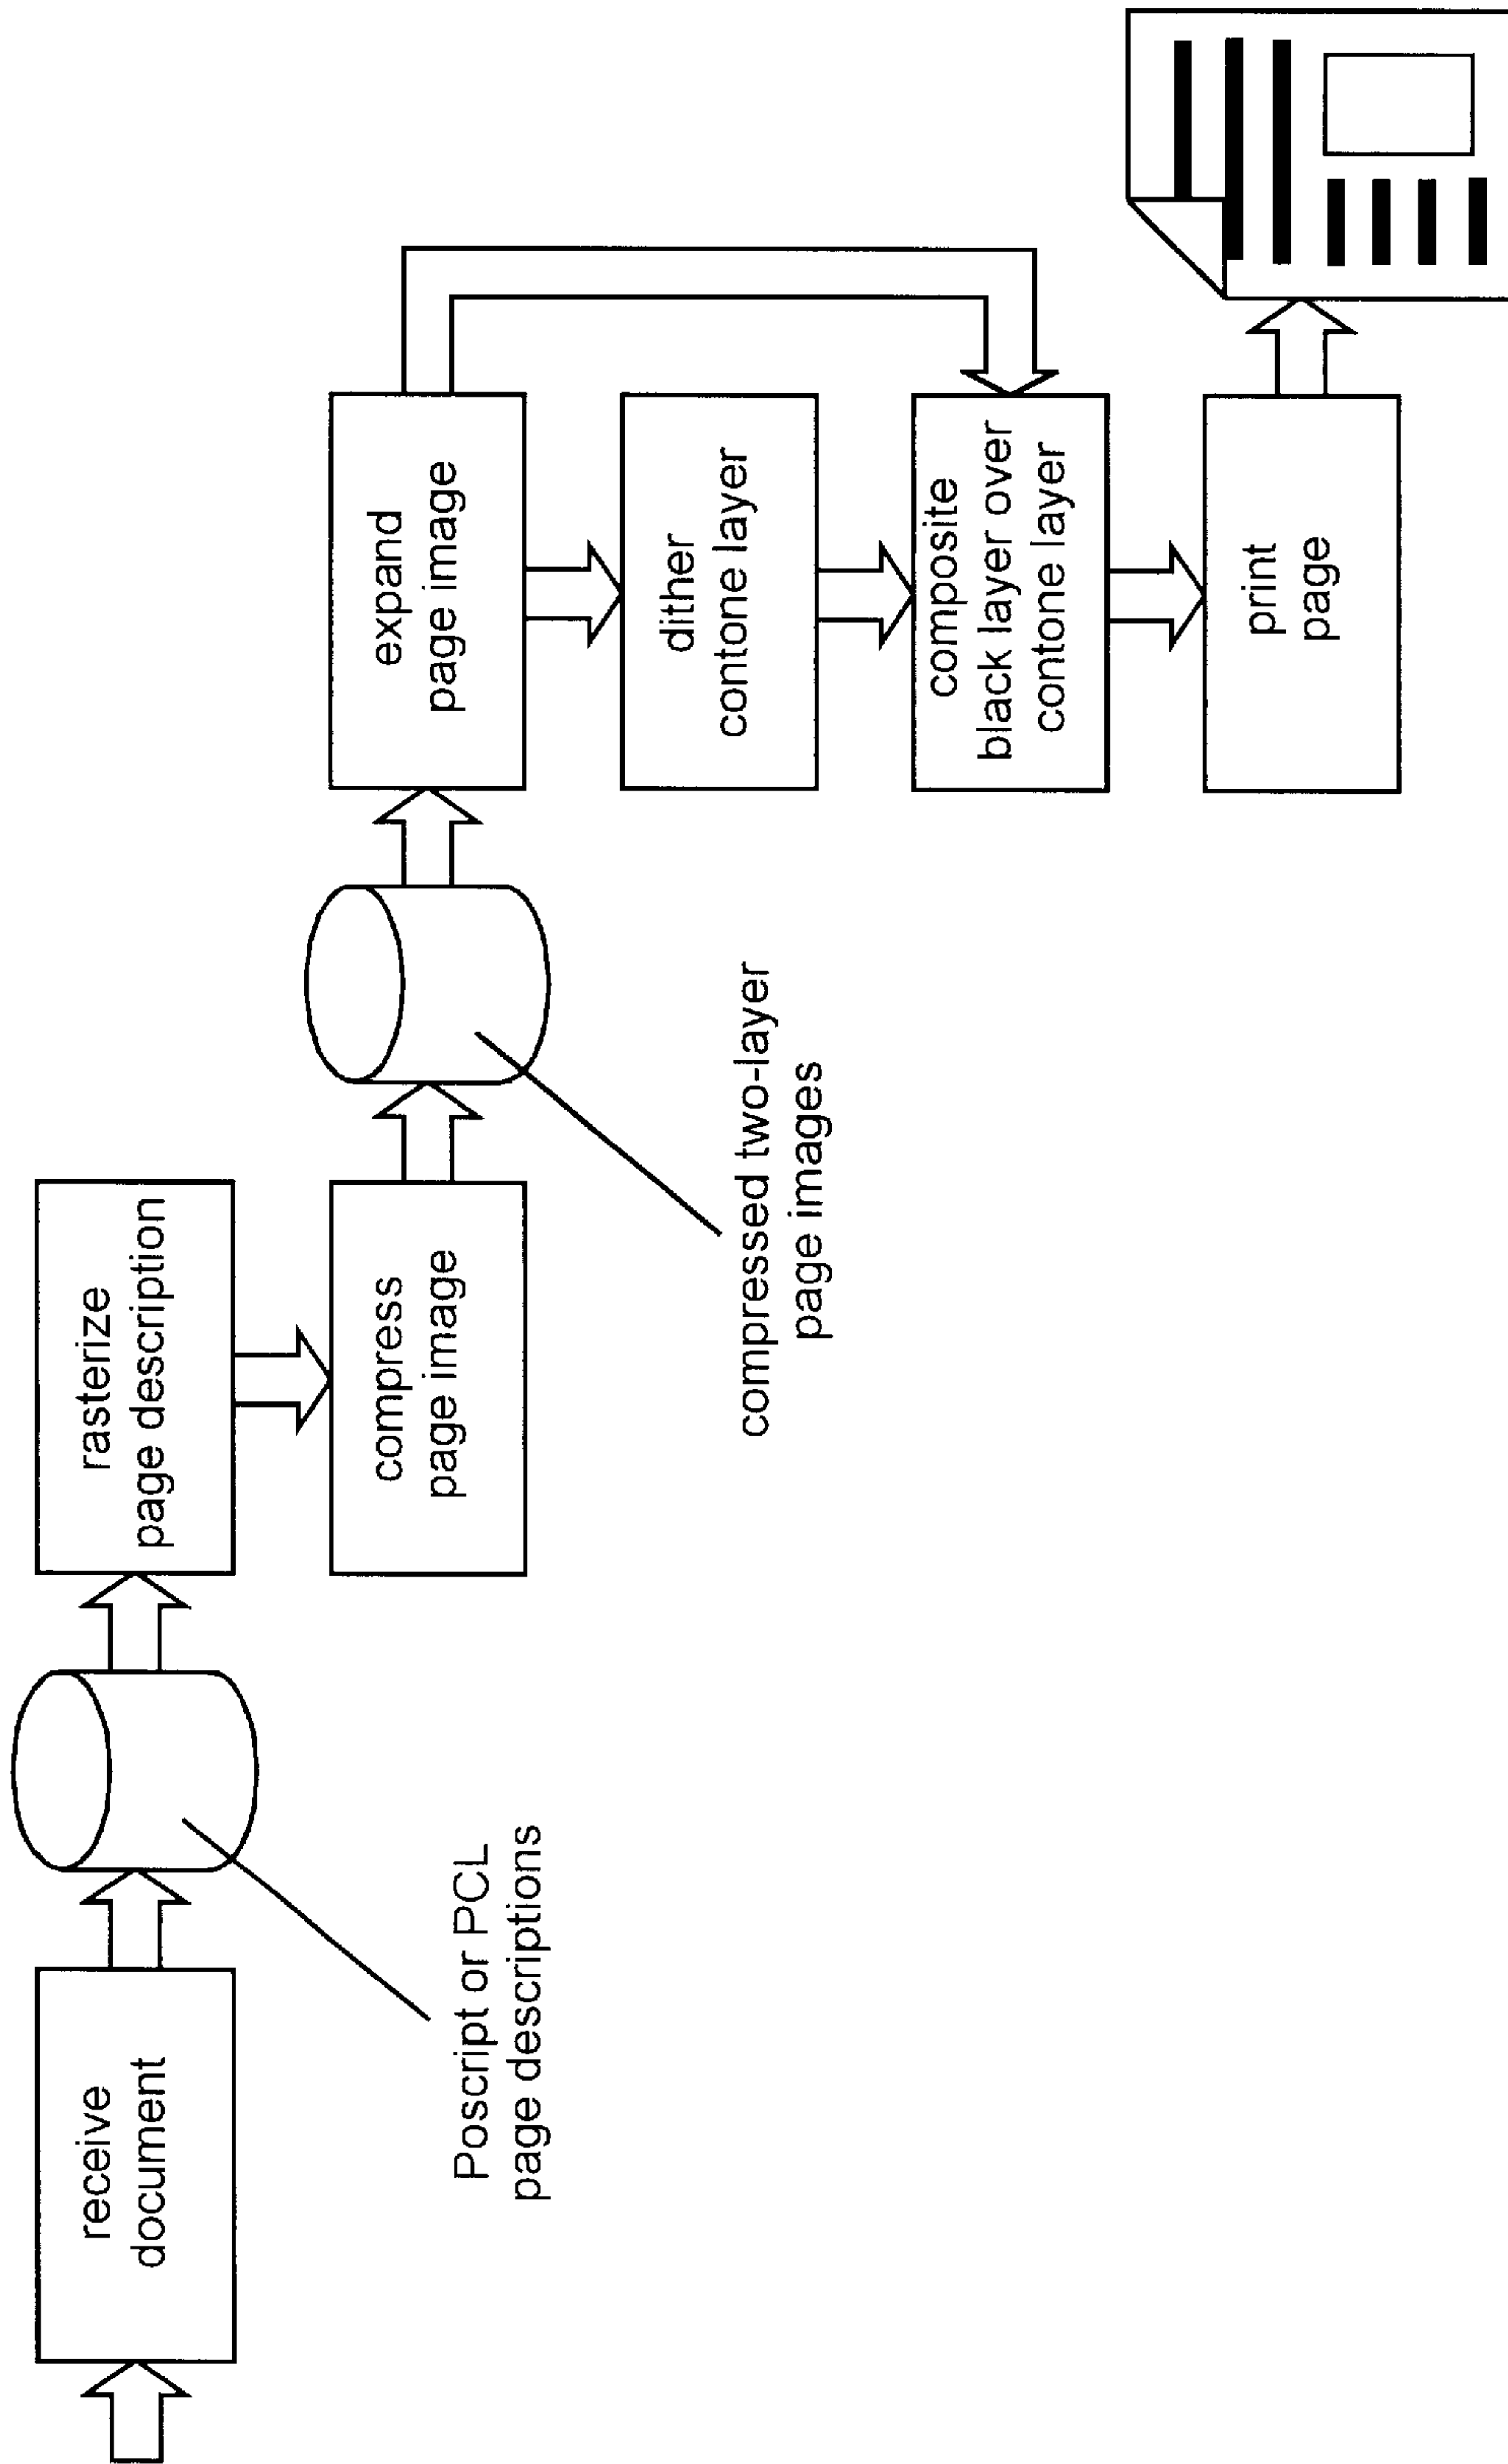 receive
document
Poscript or PCL
page descriptions
rasterize
page description
compress
page image
compressed two-layer
page images
expand
page image
dither
contone layer
composite
black layer over
contone layer
print
page